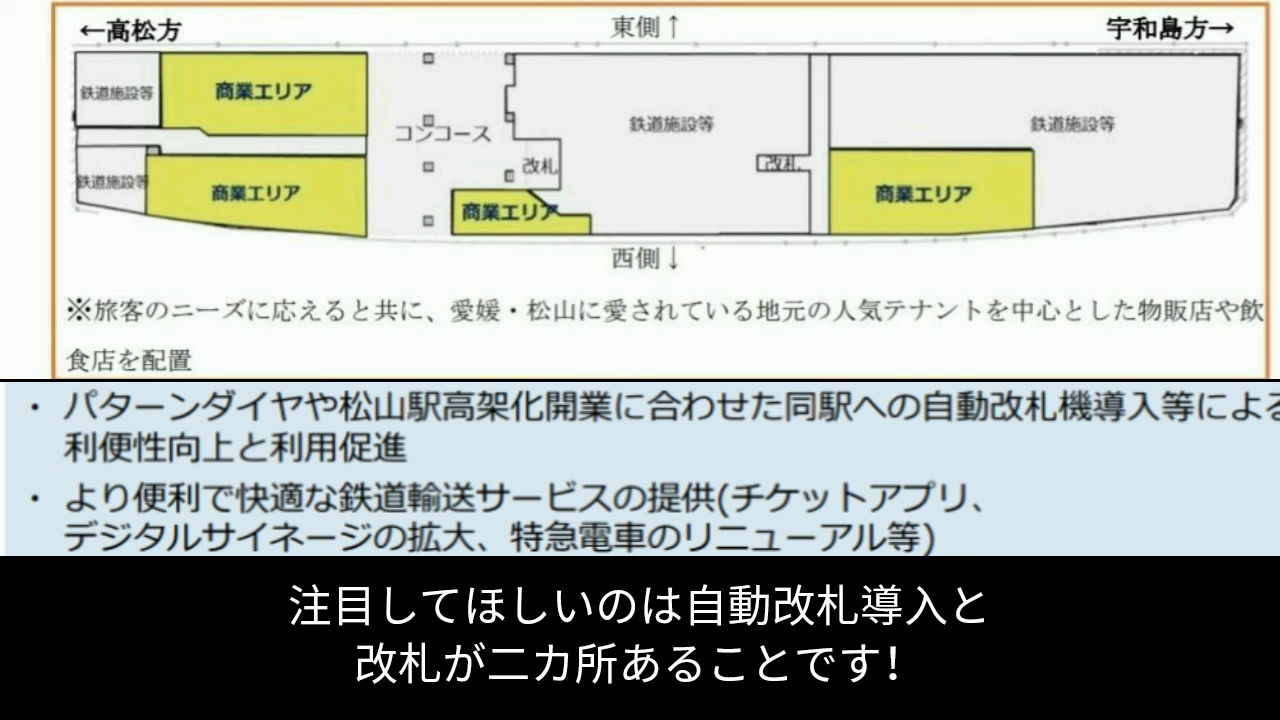 ←高松方
東側↑
宇和島方→
鉄道施設等
商業エリア
コンコース
鉄道施設等
鉄道施設等
改札
改札
鉄道施設等
商業エリア
商業エリア
商業エリア
西側↓
※旅客のニーズに応えると共に、愛媛・松山に愛されている地元の人気テナントを中心とした物販店や飲
食店を配置
・ パターンダイヤや松山駅高架化開業に合わせた同駅への自動改札機導入等による
利便性向上と利用促進
・ より便利で快適な鉄道輸送サービスの提供(チケットアプリ、
デジタルサイネージの拡大、特急電車のリニューアル等)
注目してほしいのは自動改札導入と
改札が二カ所あることです!